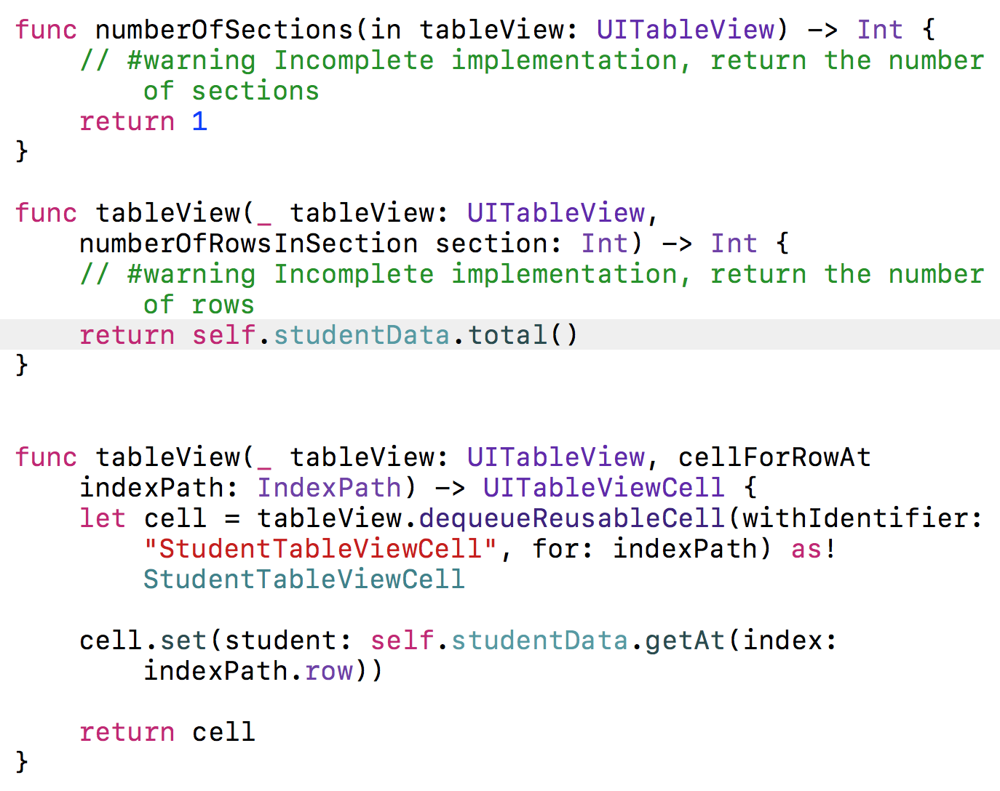 func numberOfSections(in tableView: UITableView) -> Int {
    // #warning Incomplete implementation, return the number
        of sections
    return 1
}

func tableView(_ tableView: UITableView,
    numberOfRowsInSection section: Int) -> Int {
    // #warning Incomplete implementation, return the number
        of rows
    return self.studentData.total()
}


func tableView(_ tableView: UITableView, cellForRowAt
    indexPath: IndexPath) -> UITableViewCell {
    let cell = tableView.dequeueReusableCell(withIdentifier:
        "StudentTableViewCell", for: indexPath) as!
        StudentTableViewCell

    cell.set(student: self.studentData.getAt(index:
        indexPath.row))

    return cell
}